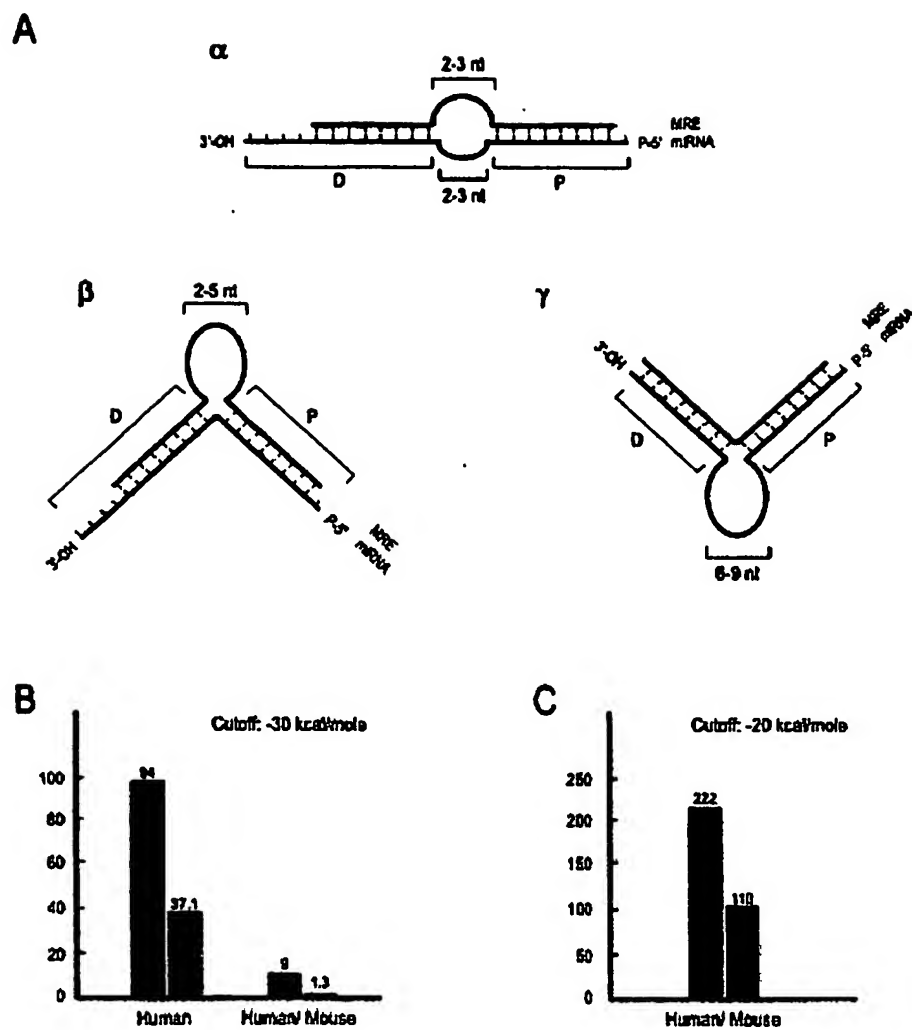 A
α
2-3 nt
3'-OH
MRE
P-5' miRNA
D
2-3 nt
P
β
2-5 nt
D
P
3'-OH
MRE
P-5' miRNA
γ
3'-OH
MRE
P-5' miRNA
D
P
6-9 nt
B
Cutoff: -30 kcal/mole
100
80
60
40
20
0
94
37.1
9
1.3
Human
Human/ Mouse
C
Cutoff: -20 kcal/mole
250
200
150
100
50
0
222
110
Human/ Mouse